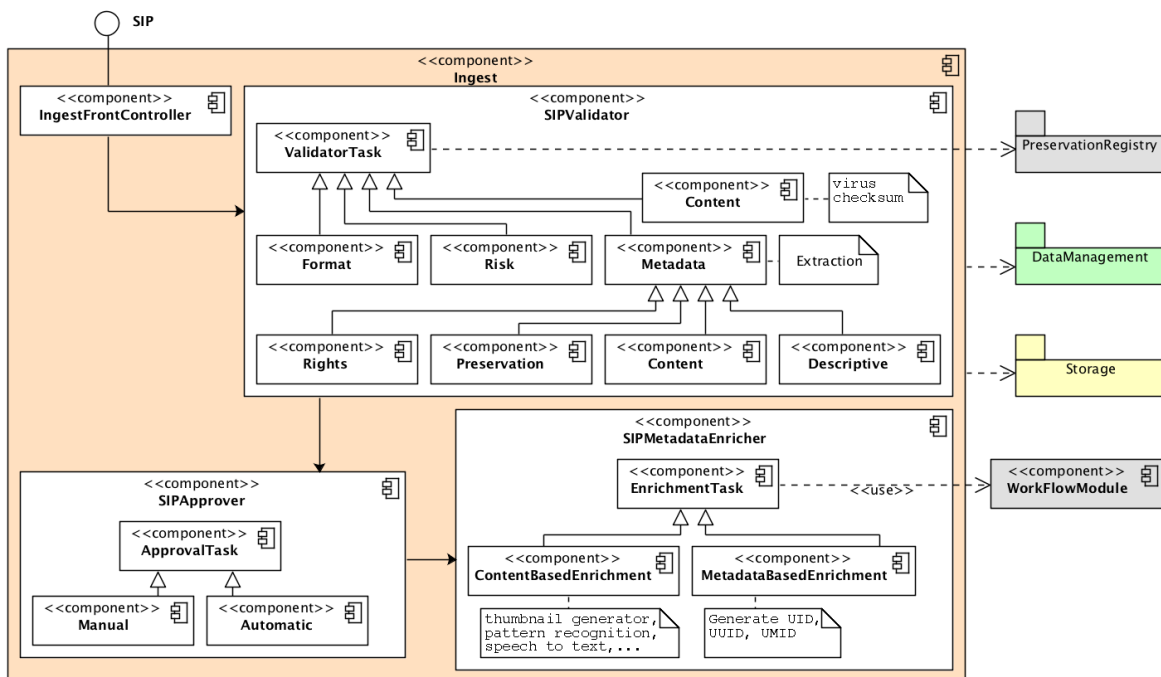 SIP
<<component>>
Ingest
<<component>>
IngestFrontController
<<component>>
SIPValidator
<<component>>
ValidatorTask
PreservationRegistry
<<component>>
Content
virus
checksum
<<component>>
Format
<<component>>
Risk
<<component>>
Metadata
Extraction
DataManagement
<<component>>
Rights
<<component>>
Preservation
<<component>>
Content
<<component>>
Descriptive
Storage
<<component>>
SIPMetadataEnricher
<<component>>
EnrichmentTask
<<use>>
<<component>>
WorkFlowModule
<<component>>
SIPApprover
<<component>>
ApprovalTask
<<component>>
Manual
<<component>>
Automatic
<<component>>
ContentBasedEnrichment
<<component>>
MetadataBasedEnrichment
thumbnail generator,
pattern recognition,
speech to text,...
Generate UID,
UUID, UMID